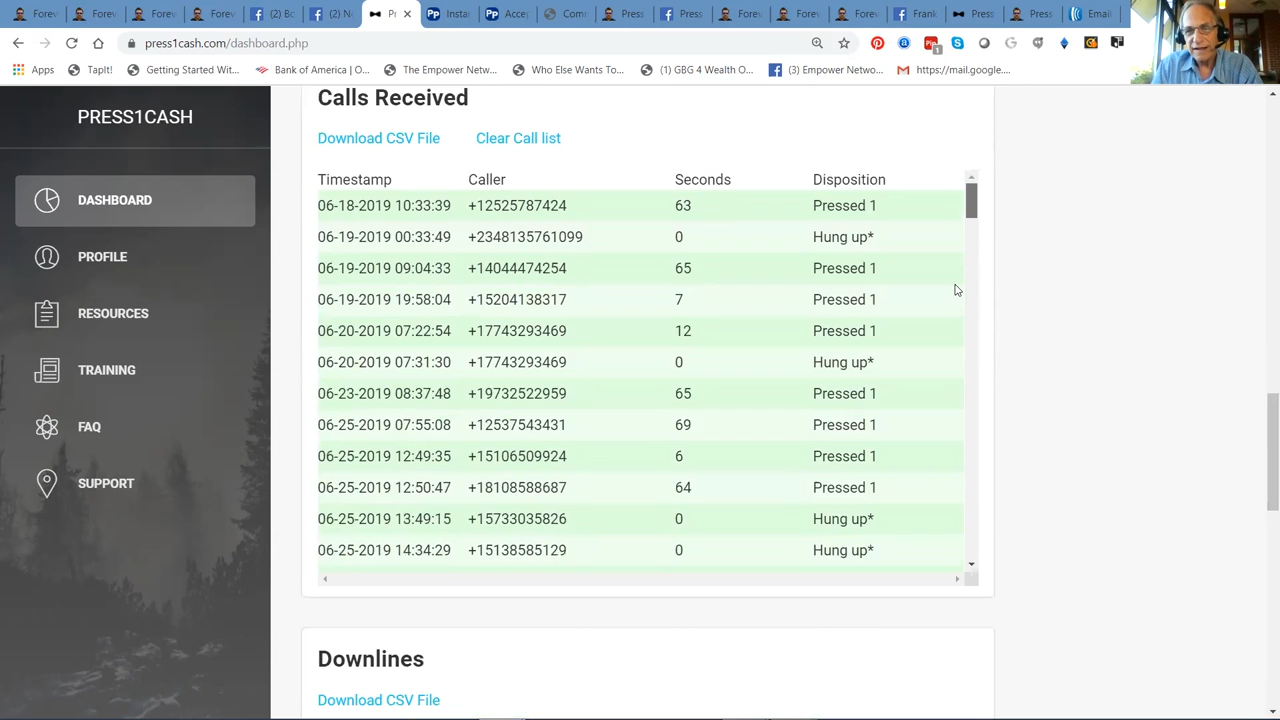 Forev
Forev
Forev
(2) Bo
(2) Ne
Pr
Instar
Accep
Comm
Press
Press
Forev
Forev
Forev
Frank
Press
Press
Email
press1cash.com/dashboard.php
1
Apps
TapIt!
Getting Started Wit...
Bank of America | O...
The Empower Netw...
Who Else Wants To...
(1) GBG 4 Wealth O...
(3) Empower Netwo...
https://mail.google....
PRESS1CASH
DASHBOARD
PROFILE
RESOURCES
TRAINING
FAQ
SUPPORT
Calls Received
Download CSV File Clear Call list
Timestamp Caller Seconds Disposition
06-18-2019 10:33:39 +12525787424 63 Pressed 1
06-19-2019 00:33:49 +2348135761099 0 Hung up*
06-19-2019 09:04:33 +14044474254 65 Pressed 1
06-19-2019 19:58:04 +15204138317 7 Pressed 1
06-20-2019 07:22:54 +17743293469 12 Pressed 1
06-20-2019 07:31:30 +17743293469 0 Hung up*
06-23-2019 08:37:48 +19732522959 65 Pressed 1
06-25-2019 07:55:08 +12537543431 69 Pressed 1
06-25-2019 12:49:35 +15106509924 6 Pressed 1
06-25-2019 12:50:47 +18108588687 64 Pressed 1
06-25-2019 13:49:15 +15733035826 0 Hung up*
06-25-2019 14:34:29 +15138585129 0 Hung up*
Downlines
Download CSV File